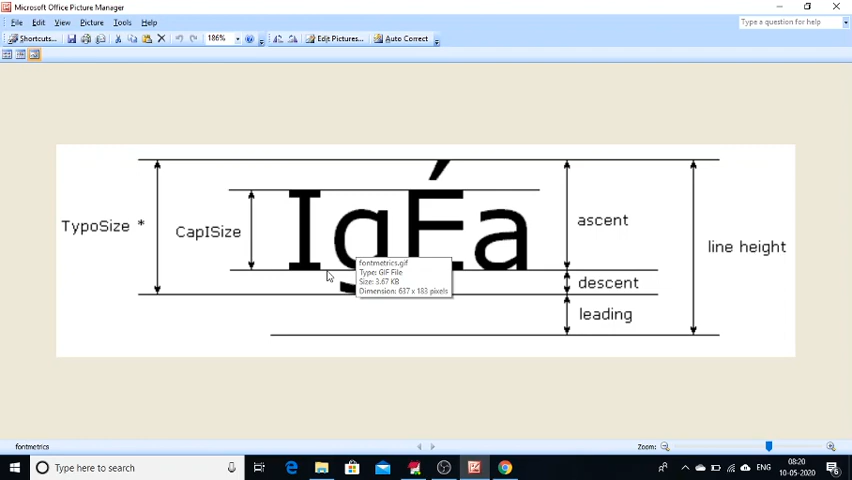 Microsoft Office Picture Manager
File Edit View Picture Tools Help
Type a question for help
Shortcuts... 186% Edit Pictures... Auto Correct
TypoSize *
CapISize
IgÉa
ascent
line height
fontmetrics.gif
Type: GIF File
Size: 3.67 KB
Dimension: 637 x 183 pixels
descent
leading
fontmetrics
Zoom:
Type here to search
ENG
08:20
10-05-2020
6